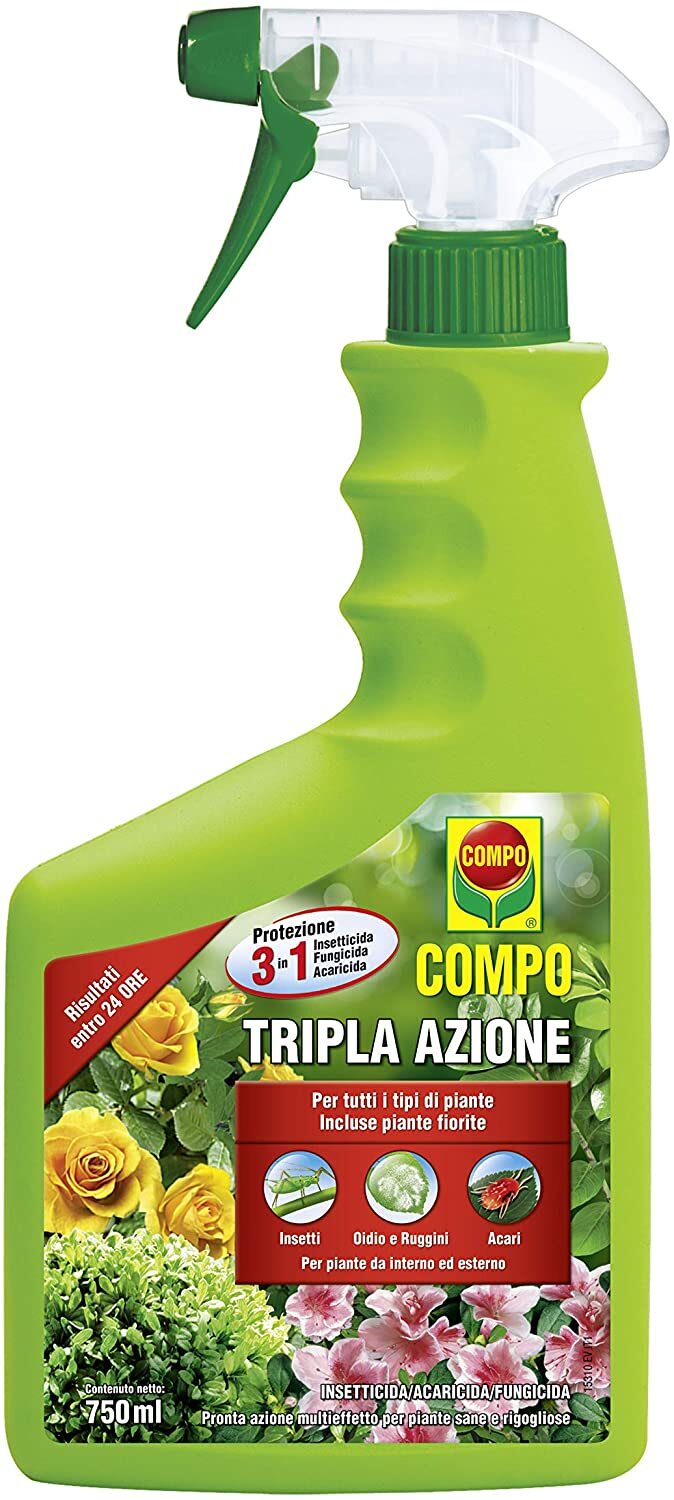 COMPO
®
COMPO
Protezione
3 in 1
Insetticida
Fungicida
Acaricida
Risultati
entro 24 ORE
TRIPLA AZIONE
Per tutti i tipi di piante
Incluse piante fiorite
Insetti
Oidio e Ruggini
Acari
Per piante da interno ed esterno
INSETTICIDA/ACARICIDA/FUNGICIDA
Contenuto netto:
750 ml
Pronta azione multieffetto per piante sane e rigogliose